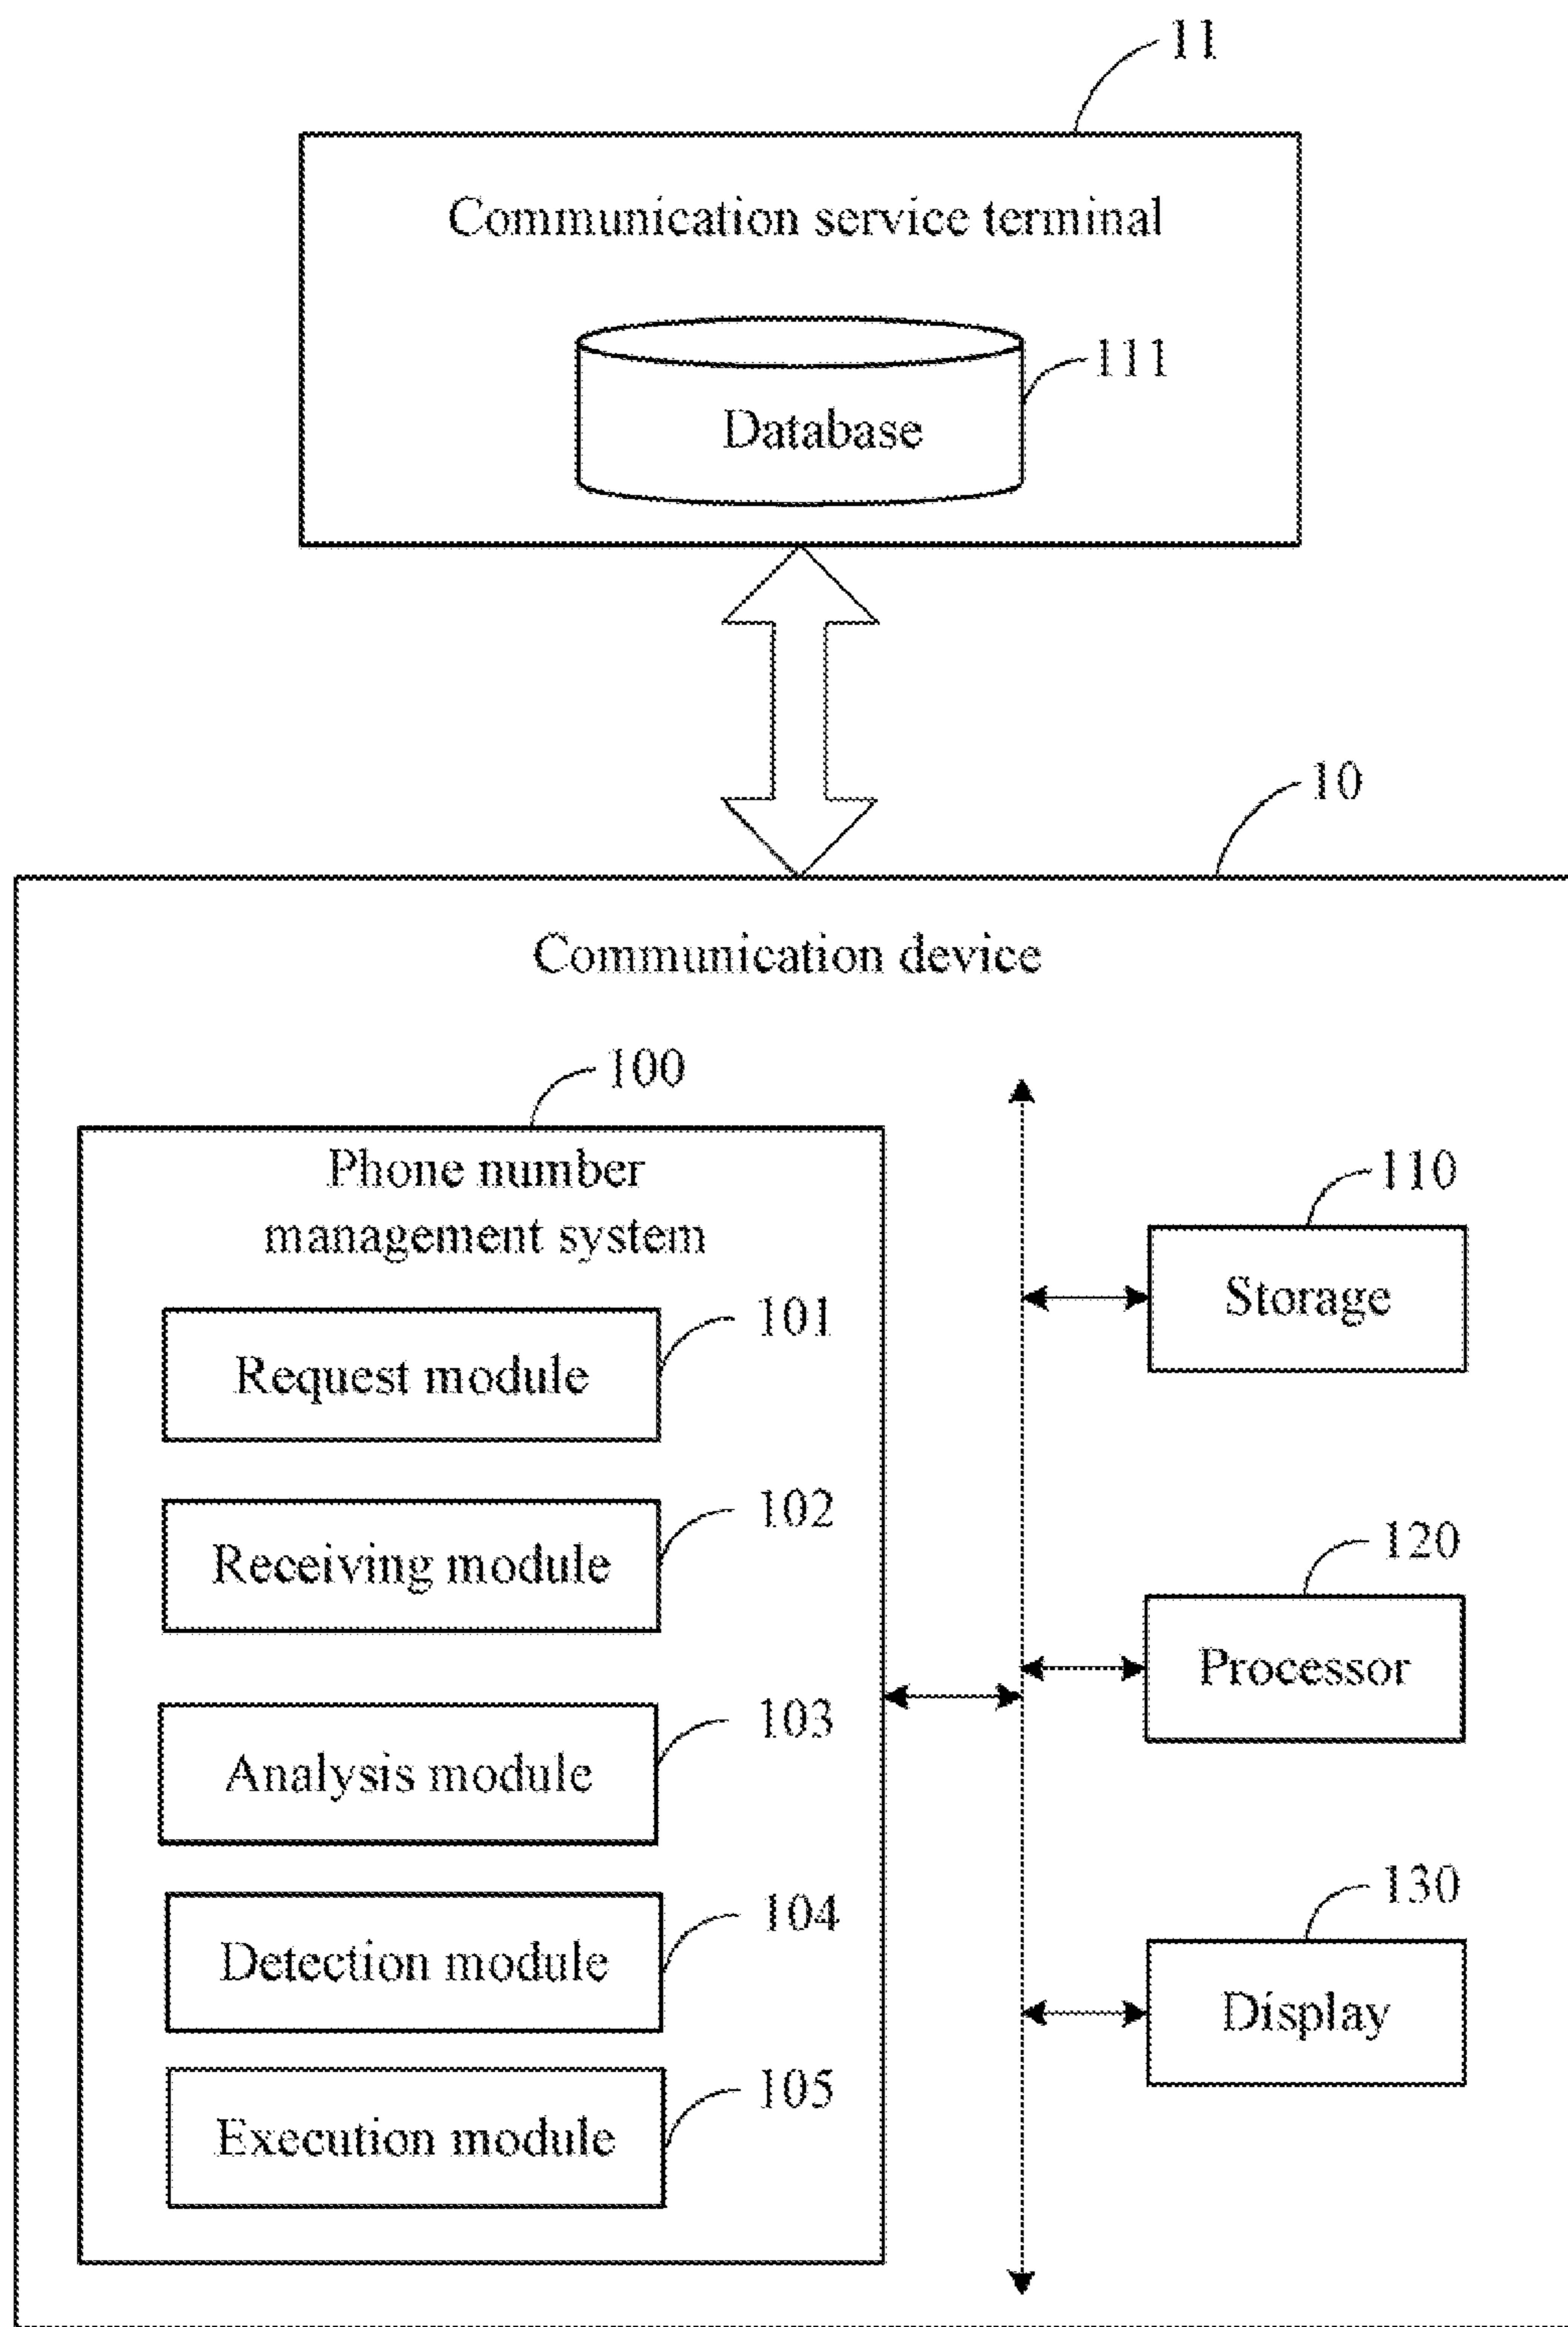 11
Communication service terminal
111
Database
10
Communication device
100
Phone number
management system
110
Storage
101
Request module
102
Receiving module
120
Processor
103
Analysis module
104
Detection module
130
Display
105
Execution module